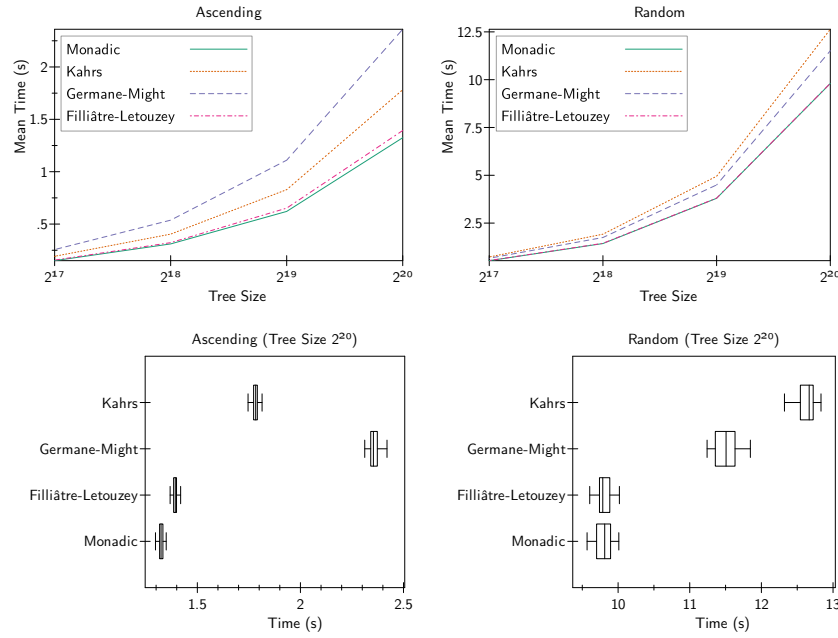 Ascending
Mean Time (s)
2
1.5
1
.5
Monadic
Kahrs
Germane-Might
Filliâtre-Letouzey
2¹⁷
2¹⁸
2¹⁹
2²⁰
Tree Size
Random
Mean Time (s)
12.5
10
7.5
5
2.5
Monadic
Kahrs
Germane-Might
Filliâtre-Letouzey
2¹⁷
2¹⁸
2¹⁹
2²⁰
Tree Size
Ascending (Tree Size 2²⁰)
Kahrs
Germane-Might
Filliâtre-Letouzey
Monadic
1.5
2
2.5
Time (s)
Random (Tree Size 2²⁰)
Kahrs
Germane-Might
Filliâtre-Letouzey
Monadic
10
11
12
13
Time (s)